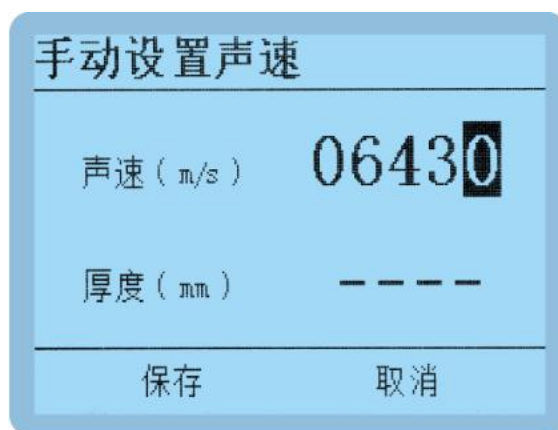 手动设置声速
声速（m/s） 06430
厚度（mm） ----
保存 取消